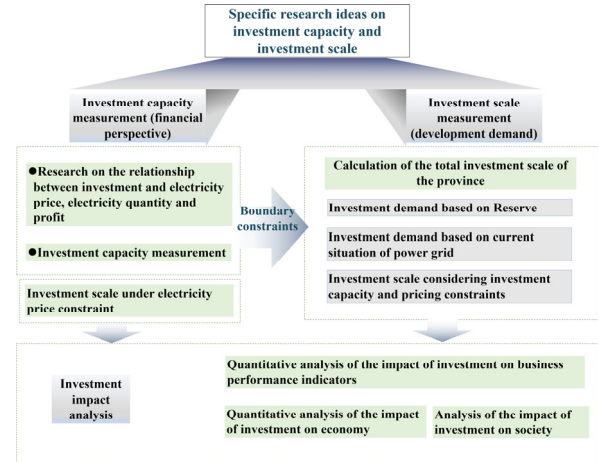 Specific research ideas on
investment capacity and
investment scale
Investment capacity
measurement (financial
perspective)
Investment scale
measurement
(development demand)
●Research on the relationship
between investment and electricity
price, electricity quantity and
profit
●Investment capacity measurement
Investment scale under electricity
price constraint
Boundary
constraints
Calculation of the total investment scale of
the province
Investment demand based on Reserve
Investment demand based on current
situation of power grid
Investment scale considering investment
capacity and pricing constraints
Investment
impact
analysis
Quantitative analysis of the impact of investment on business
performance indicators
Quantitative analysis of the impact
of investment on economy
Analysis of the impact of
investment on society